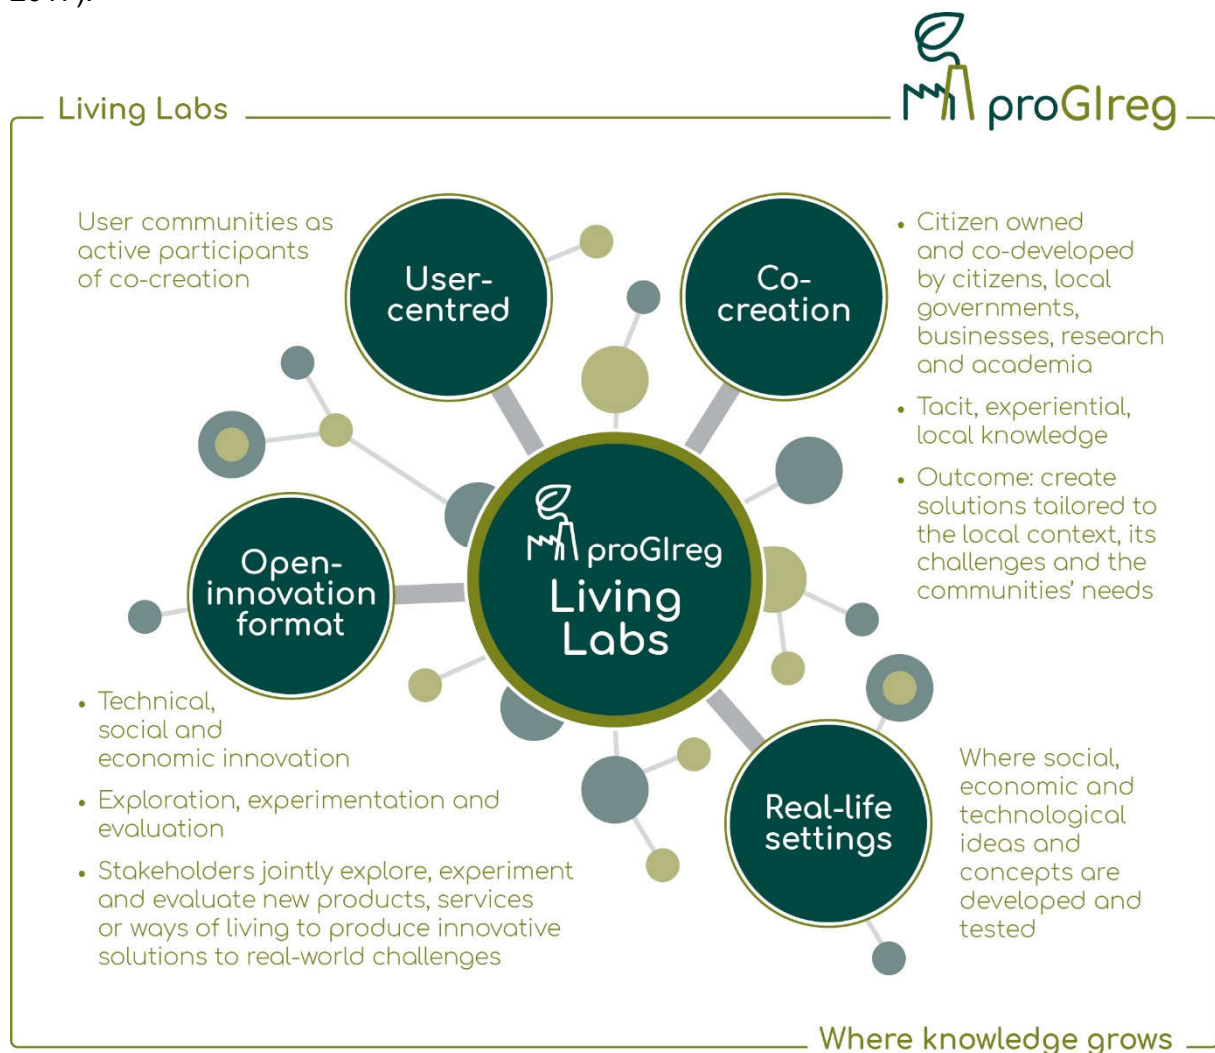 2017).
proGIreg
Living Labs
User communities as
active participants
of co-creation
User-
centred
Co-
creation
• Citizen owned
and co-developed
by citizens, local
governments,
businesses, research
and academia
• Tacit, experiential,
local knowledge
• Outcome: create
solutions tailored to
the local context, its
challenges and the
communities' needs
proGIreg
Living
Labs
Open-
innovation
format
• Technical,
social and
economic innovation
• Exploration, experimentation and
evaluation
• Stakeholders jointly explore, experiment
and evaluate new products, services
or ways of living to produce innovative
solutions to real-world challenges
Real-life
settings
Where social,
economic and
technological
ideas and
concepts are
developed and
tested
Where knowledge grows